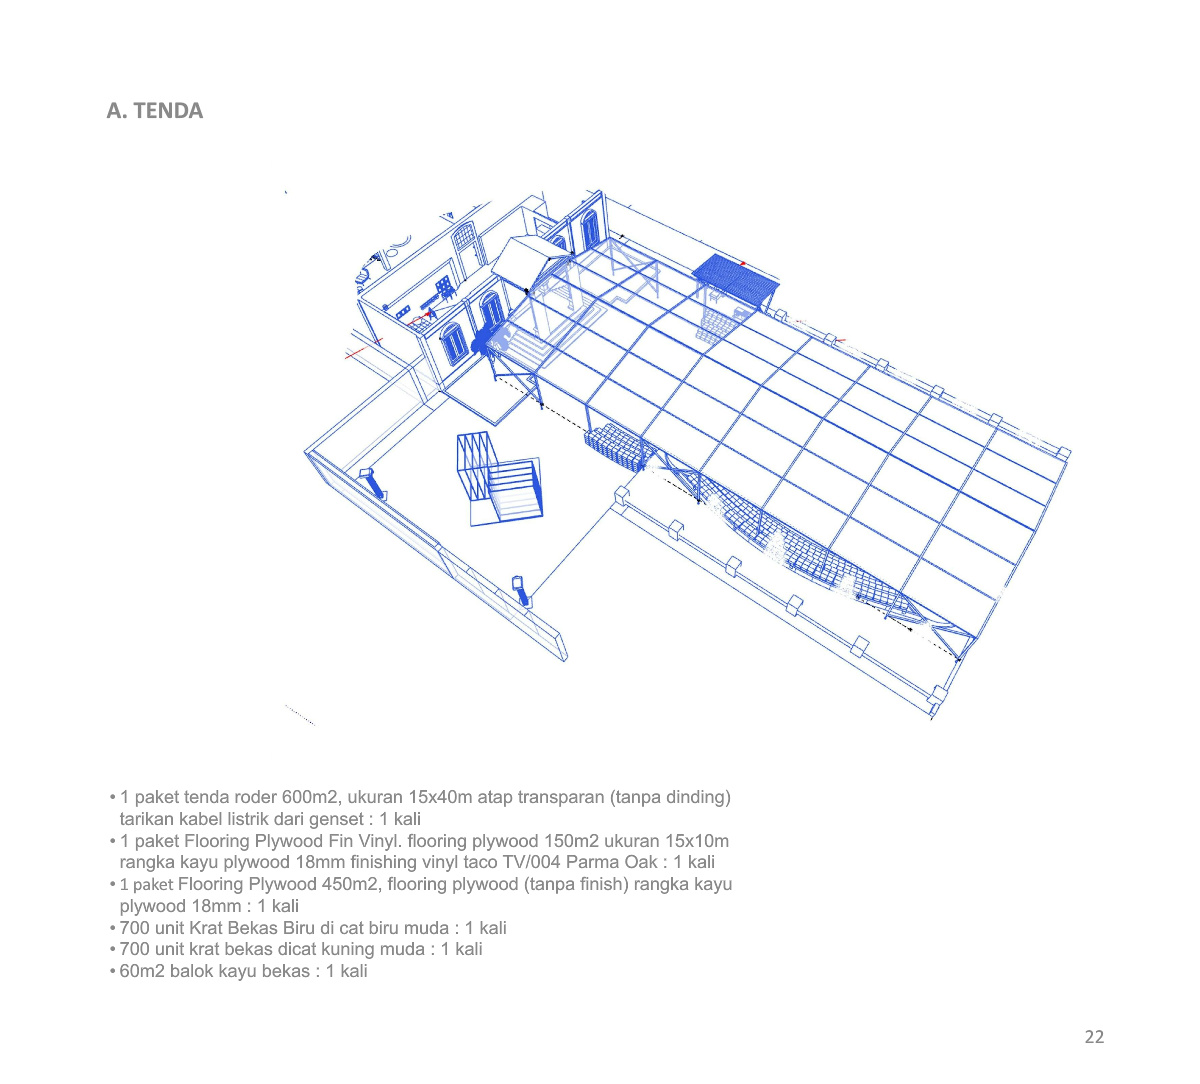 A. TENDA
• 1 paket tenda roder 600m2, ukuran 15x40m atap transparan (tanpa dinding)
tarikan kabel listrik dari genset : 1 kali
• 1 paket Flooring Plywood Fin Vinyl. flooring plywood 150m2 ukuran 15x10m
rangka kayu plywood 18mm finishing vinyl taco TV/004 Parma Oak : 1 kali
• 1 paket Flooring Plywood 450m2, flooring plywood (tanpa finish) rangka kayu
plywood 18mm : 1 kali
• 700 unit Krat Bekas Biru di cat biru muda : 1 kali
• 700 unit krat bekas dicat kuning muda : 1 kali
• 60m2 balok kayu bekas : 1 kali
22